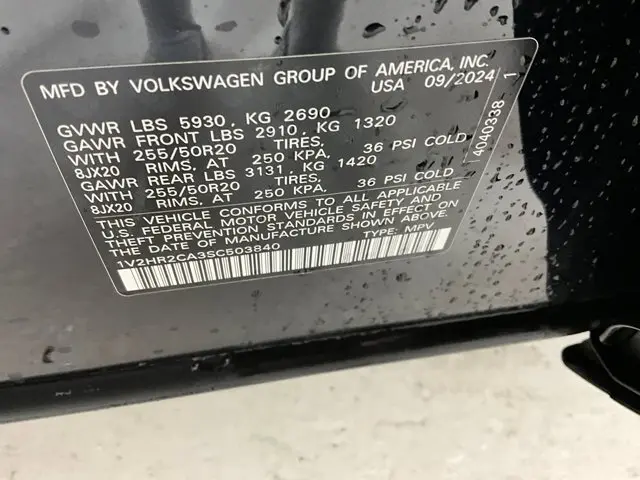 MFD BY VOLKSWAGEN GROUP OF AMERICA, INC.
USA 09/2024
GVWR LBS 5930, KG 2690
GAWR FRONT LBS 2910, KG 1320
WITH 255/50R20 TIRES,
8JX20 RIMS, AT 250 KPA, 36 PSI COLD
GAWR REAR LBS 3131, KG 1420
WITH 255/50R20 TIRES,
8JX20 RIMS, AT 250 KPA, 36 PSI COLD
THIS VEHICLE CONFORMS TO ALL APPLICABLE
U.S. FEDERAL MOTOR VEHICLE SAFETY AND
THEFT PREVENTION STANDARDS IN EFFECT ON
THE DATE OF MANUFACTURE SHOWN ABOVE.
1V2HR2CA3SC503840 TYPE: MPV
4040338 - 1